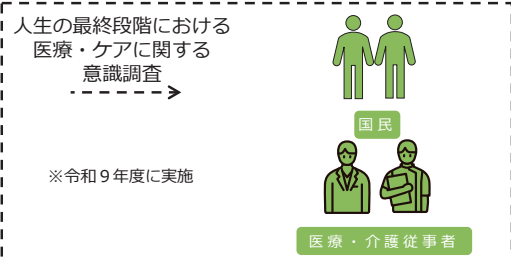 人生の最終段階における
医療・ケアに関する
意識調査
国民
※令和９年度に実施
医療・介護従事者